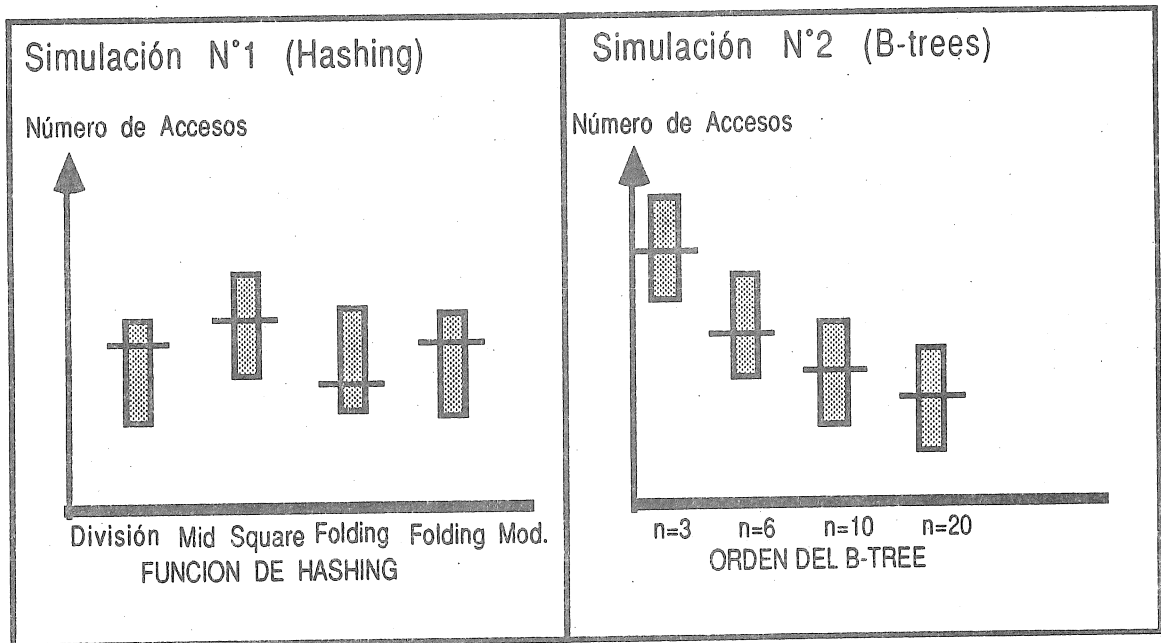 Simulación N°1 (Hashing)
Número de Accesos
División Mid Square Folding Folding Mod.
FUNCION DE HASHING
Simulación N°2 (B-trees)
Número de Accesos
n=3 n=6 n=10 n=20
ORDEN DEL B-TREE